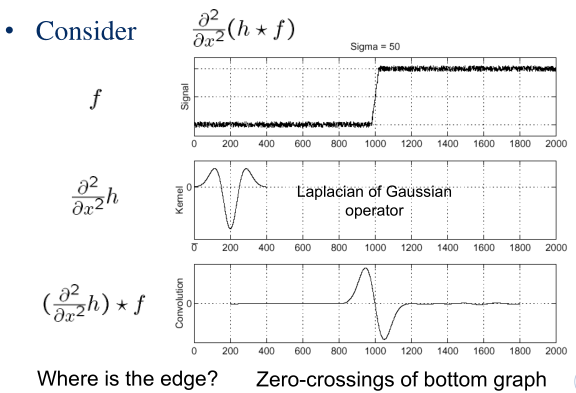 • Consider ∂²/∂x² (h ⋆ f)
Sigma = 50
f
Signal
0 200 400 600 800 1000 1200 1400 1600 1800 2000
∂²/∂x² h
Kernel
0
Laplacian of Gaussian
operator
0 200 400 600 800 1000 1200 1400 1600 1800 2000
(∂²/∂x² h) ⋆ f
Convolution
0
0 200 400 600 800 1000 1200 1400 1600 1800 2000
Where is the edge? Zero-crossings of bottom graph